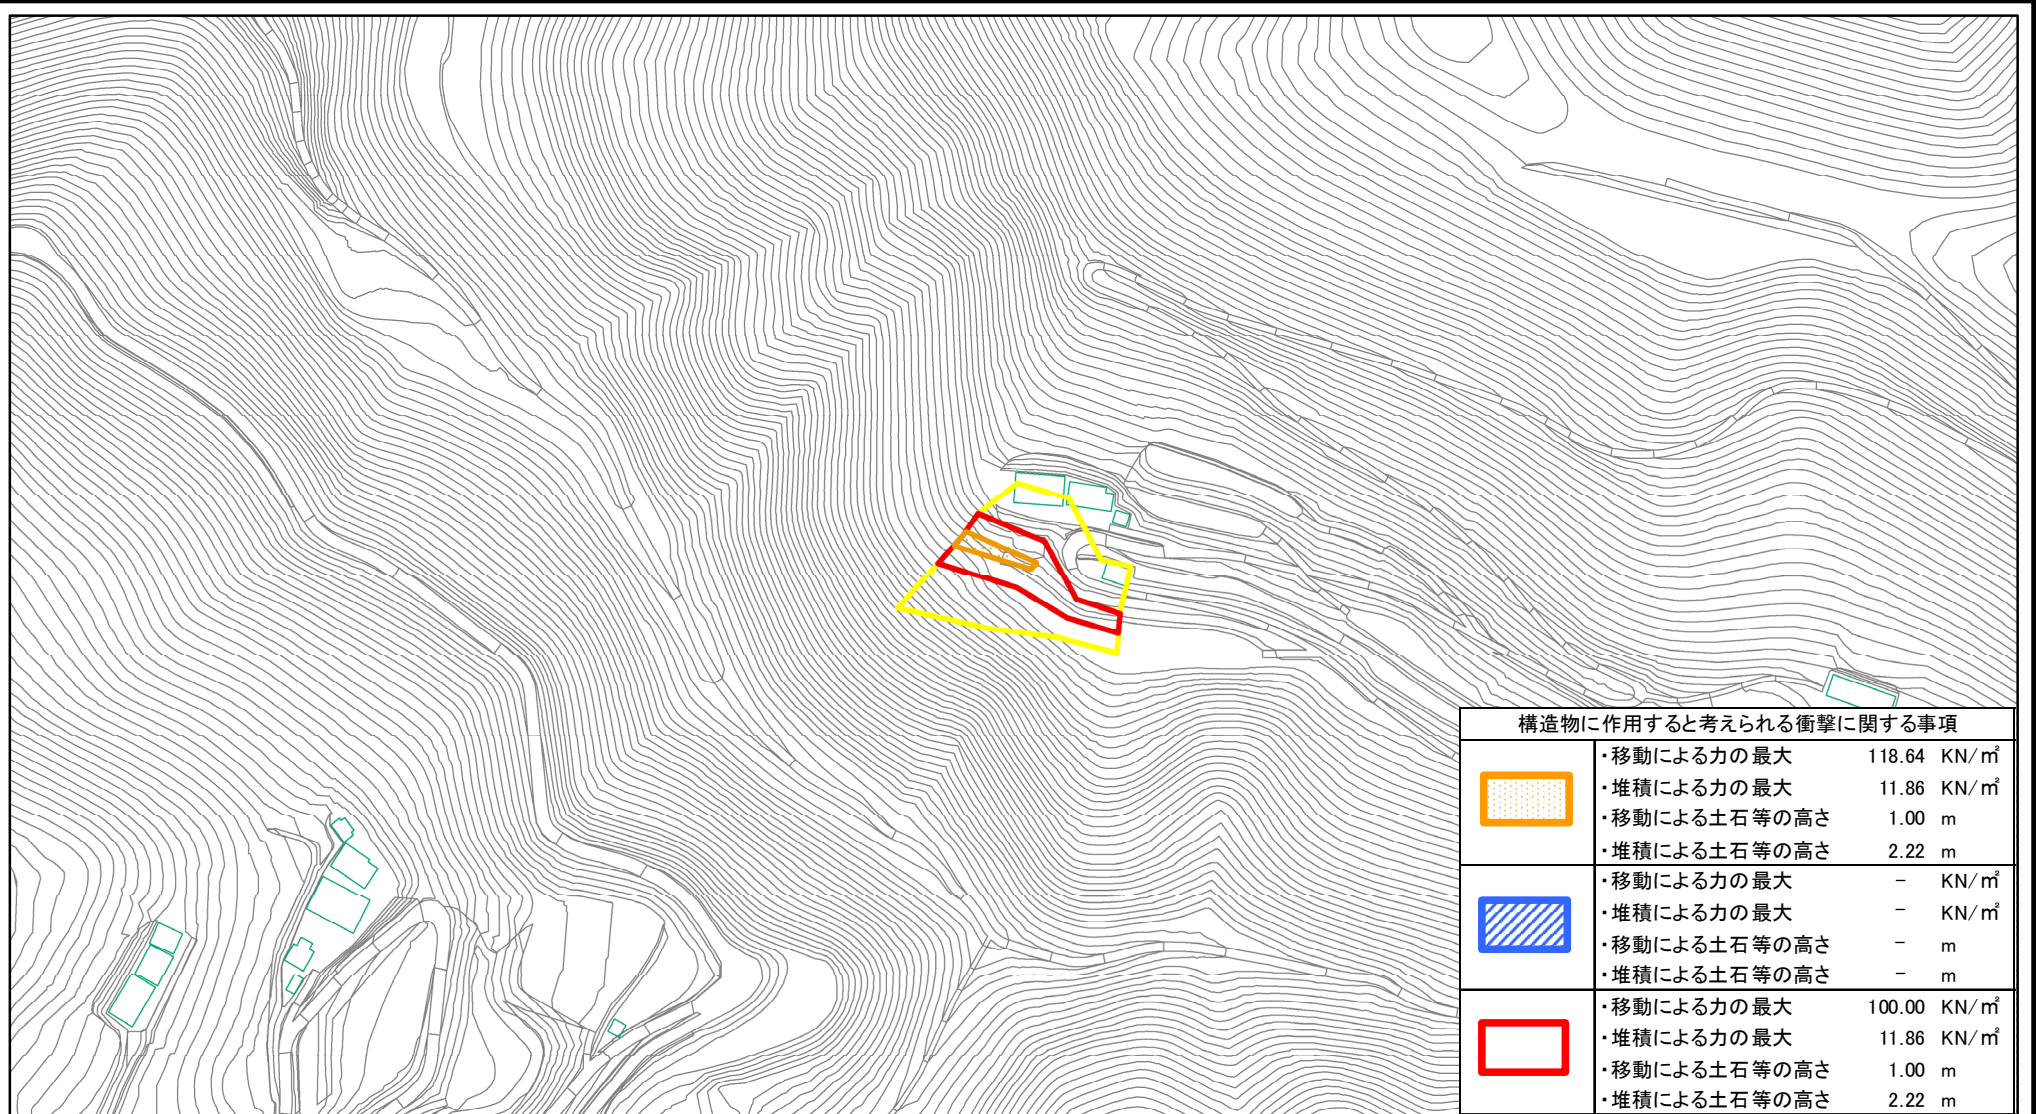 構造物に作用すると考えられる衝撃に関する事項
・移動による力の最大 118.64 KN/㎡
・堆積による力の最大 11.86 KN/㎡
・移動による土石等の高さ 1.00 m
・堆積による土石等の高さ 2.22 m
・移動による力の最大 - KN/㎡
・堆積による力の最大 - KN/㎡
・移動による土石等の高さ - m
・堆積による土石等の高さ - m
・移動による力の最大 100.00 KN/㎡
・堆積による力の最大 11.86 KN/㎡
・移動による土石等の高さ 1.00 m
・堆積による土石等の高さ 2.22 m